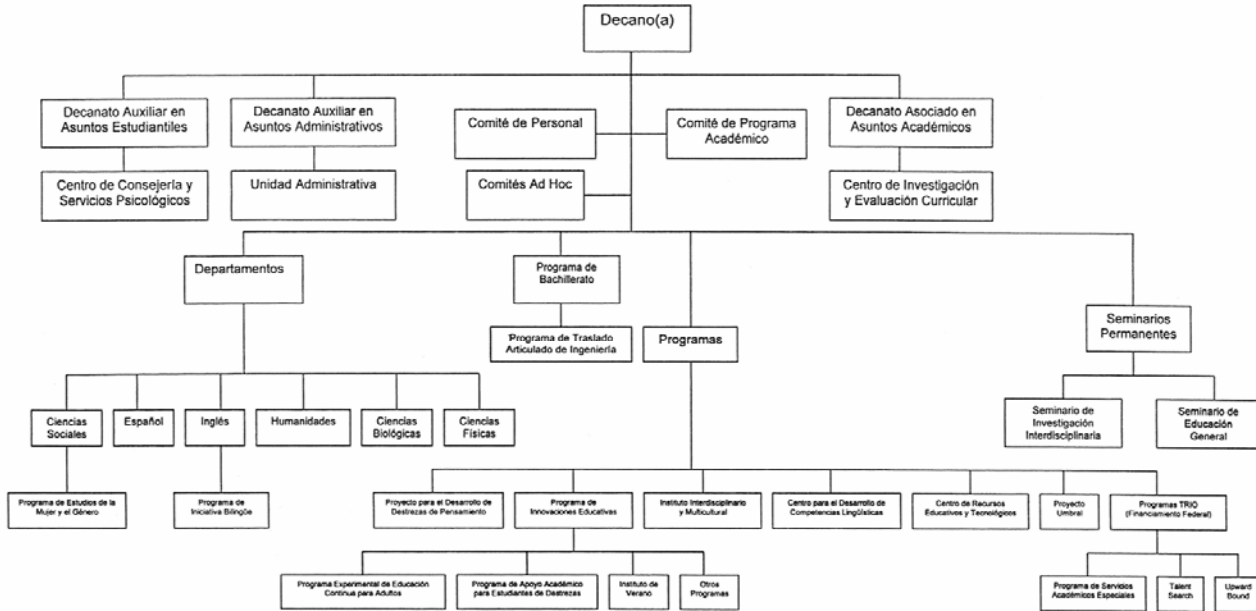 Decano(a)
Decanato Auxiliar en
Asuntos Estudiantiles
Decanato Auxiliar en
Asuntos Administrativos
Comité de Personal
Comité de Programa
Académico
Decanato Asociado en
Asuntos Académicos
Centro de Consejería y
Servicios Psicológicos
Unidad Administrativa
Comités Ad Hoc
Centro de Investigación
y Evaluación Curricular
Departamentos
Programa de
Bachillerato
Programa de Traslado
Articulado de Ingeniería
Programas
Seminarios
Permanentes
Ciencias
Sociales
Español
Inglés
Humanidades
Ciencias
Biológicas
Ciencias
Físicas
Seminario de
Investigación
Interdisciplinaria
Seminario de
Educación
General
Programa de Estudios de la
Mujer y el Género
Programa de
Iniciativa Bilingüe
Proyecto para el Desarrollo de
Destrezas de Pensamiento
Programa de
Innovaciones Educativas
Instituto Interdisciplinario
y Multicultural
Centro para el Desarrollo de
Competencias Lingüísticas
Centro de Recursos
Educativos y Tecnológicos
Proyecto
Umbral
Programas TRIO
(Financiamiento Federal)
Programa Experimental de Educación
Continua para Adultos
Programa de Apoyo Académico
para Estudiantes de Destrezas
Instituto de
Verano
Otros
Programas
Programa de Servicios
Académicos Especiales
Talent
Search
Upward
Bound